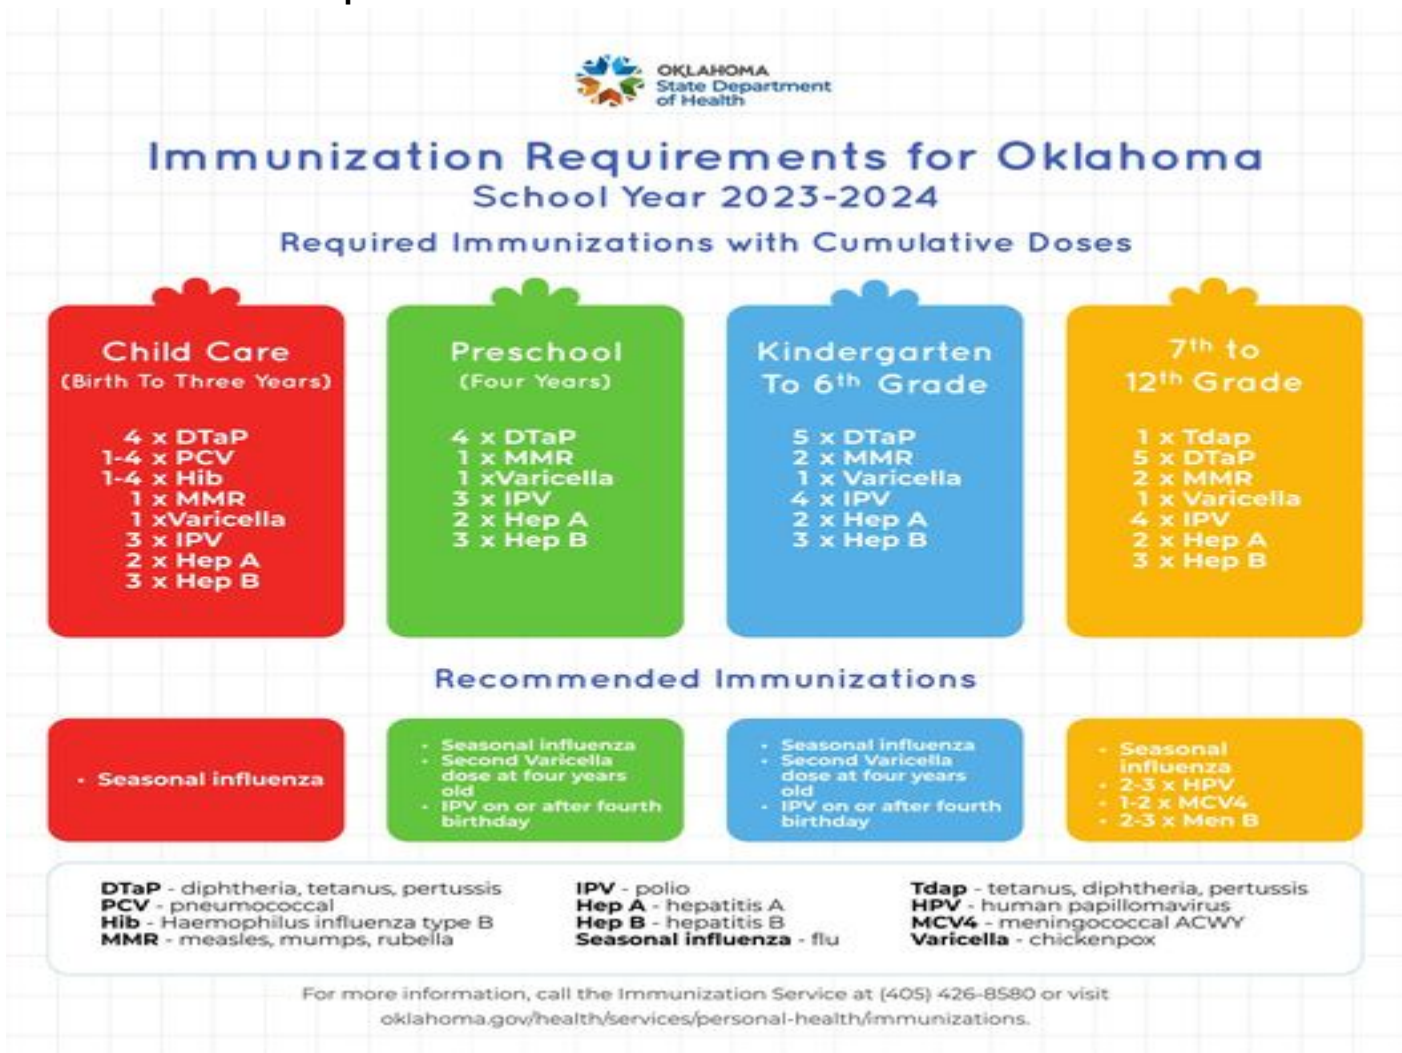 OKLAHOMA
State Department
of Health
Immunization Requirements for Oklahoma
School Year 2023-2024
Required Immunizations with Cumulative Doses
Child Care
(Birth To Three Years)
4 x DTaP
1-4 x PCV
1-4 x Hib
1 x MMR
1 xVaricella
3 x IPV
2 x Hep A
3 x Hep B
Preschool
(Four Years)
4 x DTaP
1 x MMR
1 xVaricella
3 x IPV
2 x Hep A
3 x Hep B
Kindergarten
To 6th Grade
5 x DTaP
2 x MMR
1 x Varicella
4 x IPV
2 x Hep A
3 x Hep B
7th to
12th Grade
1 x Tdap
5 x DTaP
2 x MMR
1 x Varicella
4 x IPV
2 x Hep A
3 x Hep B
Recommended Immunizations
• Seasonal influenza
• Seasonal influenza
• Second Varicella
dose at four years
old
• IPV on or after fourth
birthday
• Seasonal influenza
• Second Varicella
dose at four years
old
• IPV on or after fourth
birthday
• Seasonal
influenza
• 2-3 x HPV
• 1-2 x MCV4
• 2-3 x Men B
DTaP - diphtheria, tetanus, pertussis
PCV - pneumococcal
Hib - Haemophilus influenza type B
MMR - measles, mumps, rubella
IPV - polio
Hep A - hepatitis A
Hep B - hepatitis B
Seasonal influenza - flu
Tdap - tetanus, diphtheria, pertussis
HPV - human papillomavirus
MCV4 - meningococcal ACWY
Varicella - chickenpox
For more information, call the Immunization Service at (405) 426-8580 or visit
oklahoma.gov/health/services/personal-health/immunizations.